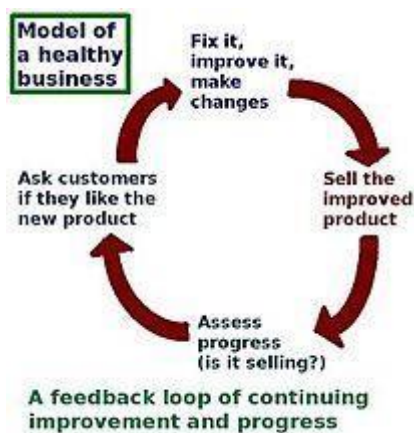 Model of
a healthy
business
Fix it,
improve it,
make
changes
Sell the
improved
product
Assess
progress
(is it selling?)
Ask customers
if they like the
new product
A feedback loop of continuing
improvement and progress